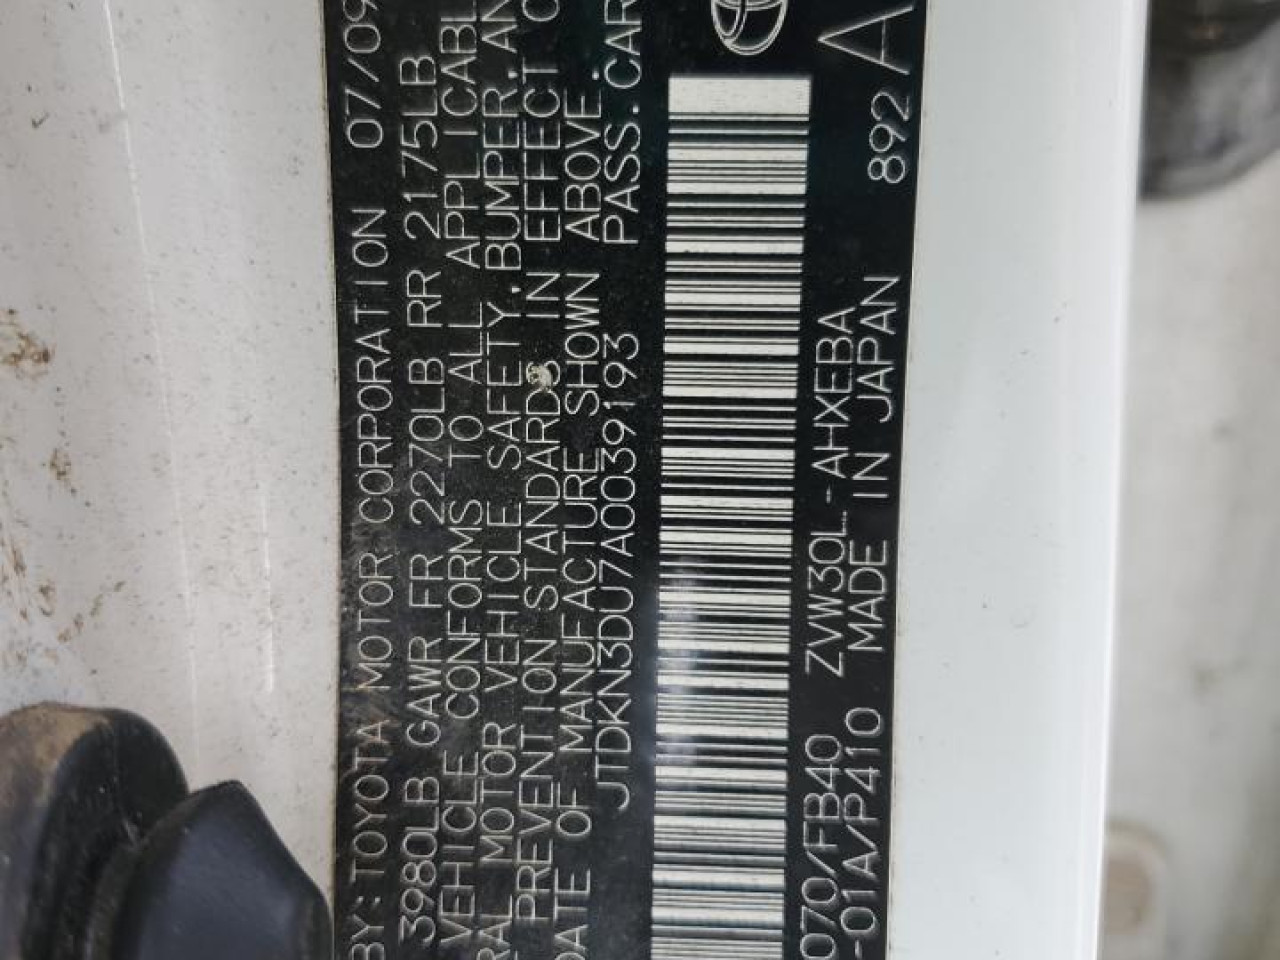 BY: TOYOTA MOTOR CORPORATION 07/09
3980LB GAWR FR 2270LB RR 2175LB
VEHICLE CONFORMS TO ALL APPLICABL
RAL MOTOR VEHICLE SAFETY, BUMPER, AN
PREVENTION STANDARDS IN EFFECT O
DATE OF MANUFACTURE SHOWN ABOVE.
JTDKN3DU7A0039193 PASS. CAR
070/FB40 ZVW30L-AHXEBA
-01A/P410 MADE IN JAPAN 892 A